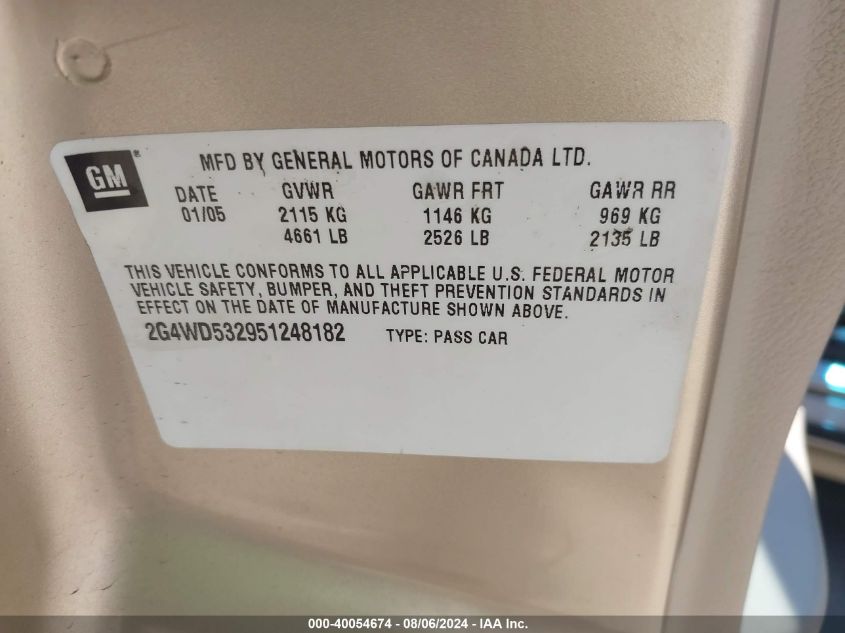 GM®
MFD BY GENERAL MOTORS OF CANADA LTD.
DATE GVWR GAWR FRT GAWR RR
01/05 2115 KG 1146 KG 969 KG
4661 LB 2526 LB 2135 LB
THIS VEHICLE CONFORMS TO ALL APPLICABLE U.S. FEDERAL MOTOR
VEHICLE SAFETY, BUMPER, AND THEFT PREVENTION STANDARDS IN
EFFECT ON THE DATE OF MANUFACTURE SHOWN ABOVE.
2G4WD532951248182 TYPE: PASS CAR
000-40054674 - 08/06/2024 - IAA Inc.